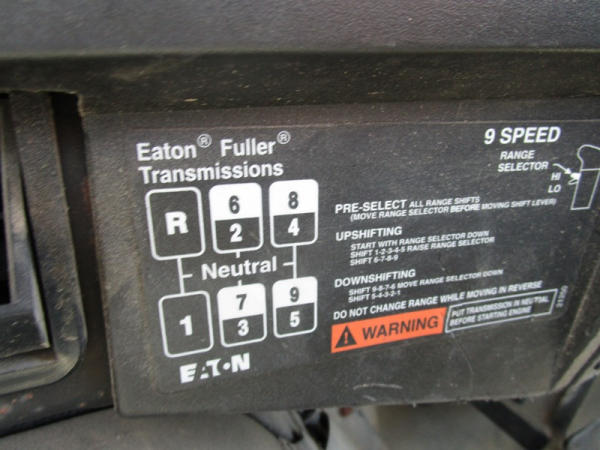 Eaton® Fuller®
Transmissions
R
6
2
8
4
Neutral
1
7
3
9
5
EATON
9 SPEED
RANGE
SELECTOR
HI
LO
PRE-SELECT ALL RANGE SHIFTS
(MOVE RANGE SELECTOR BEFORE MOVING SHIFT LEVER)
UPSHIFTING
START WITH RANGE SELECTOR DOWN
SHIFT 1-2-3-4-5 RAISE RANGE SELECTOR
SHIFT 6-7-8-9
DOWNSHIFTING
SHIFT 9-8-7-6 MOVE RANGE SELECTOR DOWN
SHIFT 5-4-3-2-1
DO NOT CHANGE RANGE WHILE MOVING IN REVERSE
WARNING
PUT TRANSMISSION IN NEUTRAL
BEFORE STARTING ENGINE